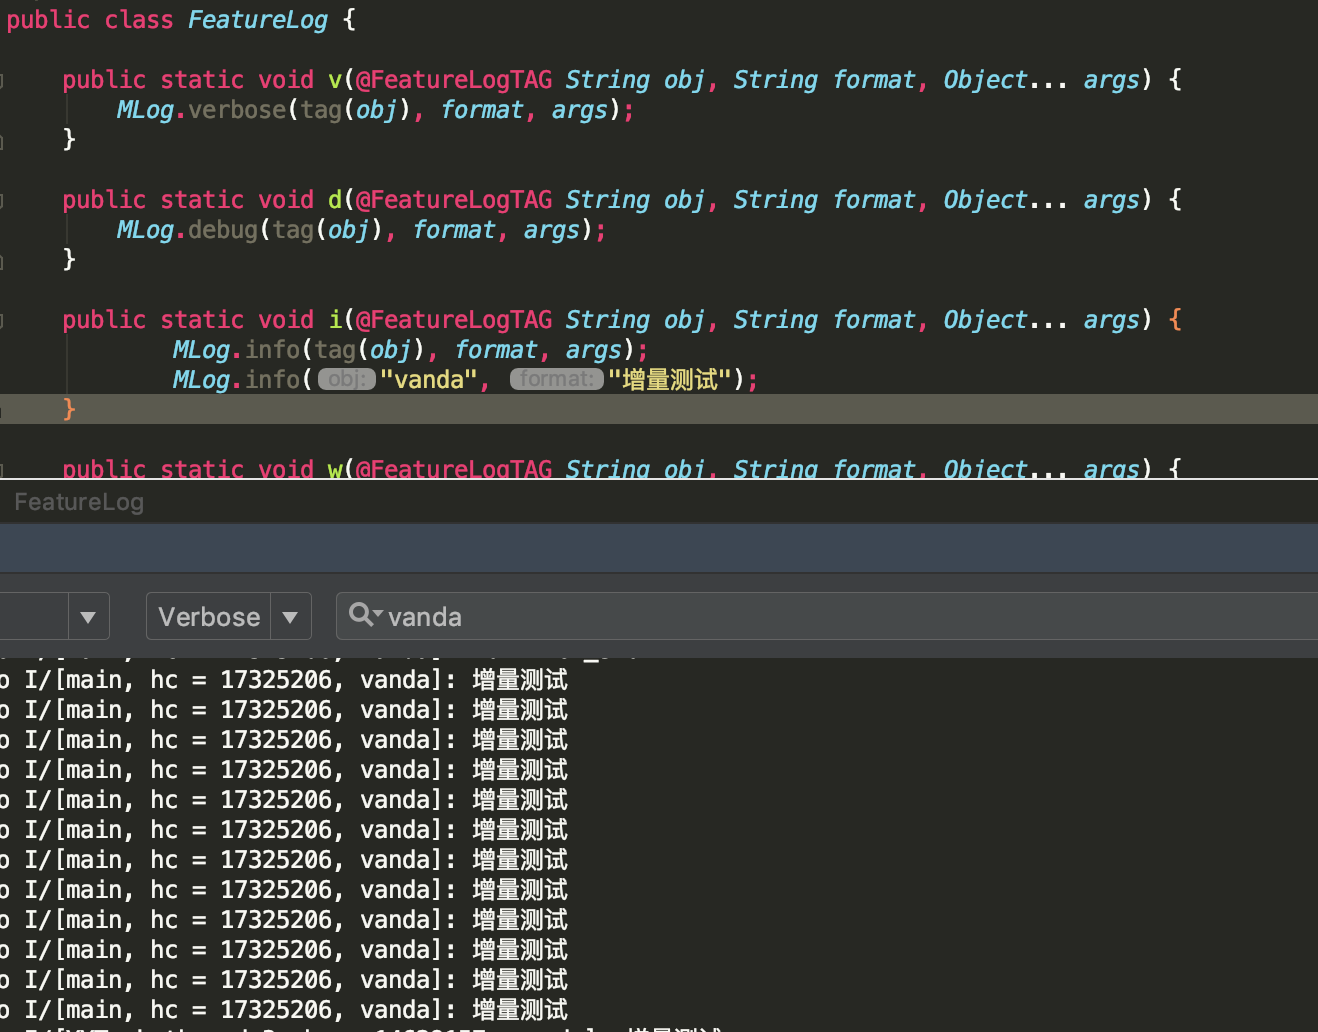 public class FeatureLog {
public static void v(@FeatureLogTAG String obj, String format, Object... args) {
MLog.verbose(tag(obj), format, args);
}
public static void d(@FeatureLogTAG String obj, String format, Object... args) {
MLog.debug(tag(obj), format, args);
}
public static void i(@FeatureLogTAG String obj, String format, Object... args) {
MLog.info(tag(obj), format, args);
MLog.info( obj: "vanda", format: "增量测试");
}
public static void w(@FeatureLogTAG String obj, String format, Object... args) {
FeatureLog
Verbose vanda
o I/[main, hc = 17325206, vanda]: 增量测试
o I/[main, hc = 17325206, vanda]: 增量测试
o I/[main, hc = 17325206, vanda]: 增量测试
o I/[main, hc = 17325206, vanda]: 增量测试
o I/[main, hc = 17325206, vanda]: 增量测试
o I/[main, hc = 17325206, vanda]: 增量测试
o I/[main, hc = 17325206, vanda]: 增量测试
o I/[main, hc = 17325206, vanda]: 增量测试
o I/[main, hc = 17325206, vanda]: 增量测试
o I/[main, hc = 17325206, vanda]: 增量测试
o I/[main, hc = 17325206, vanda]: 增量测试
o I/[main, hc = 17325206, vanda]: 增量测试
增量测试